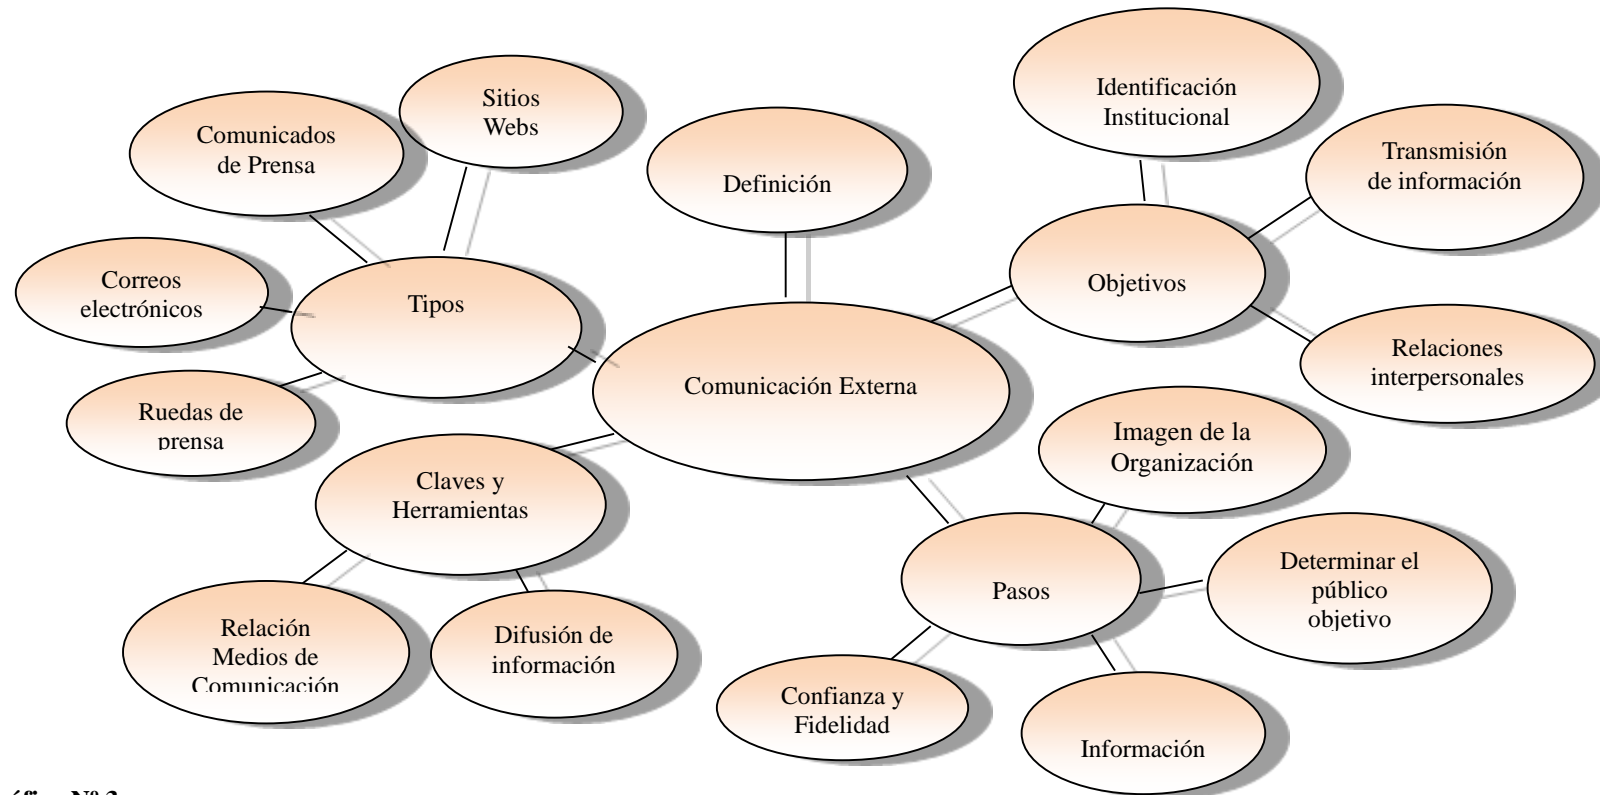 Sitios
Webs
Comunicados
de Prensa
Correos
electrónicos
Tipos
Ruedas de
prensa
Definición
Identificación
Institucional
Transmisión
de información
Objetivos
Relaciones
interpersonales
Comunicación Externa
Claves y
Herramientas
Relación
Medios de
Comunicación
Difusión de
información
Imagen de la
Organización
Pasos
Determinar el
público
objetivo
Confianza y
Fidelidad
Información
Nº 3